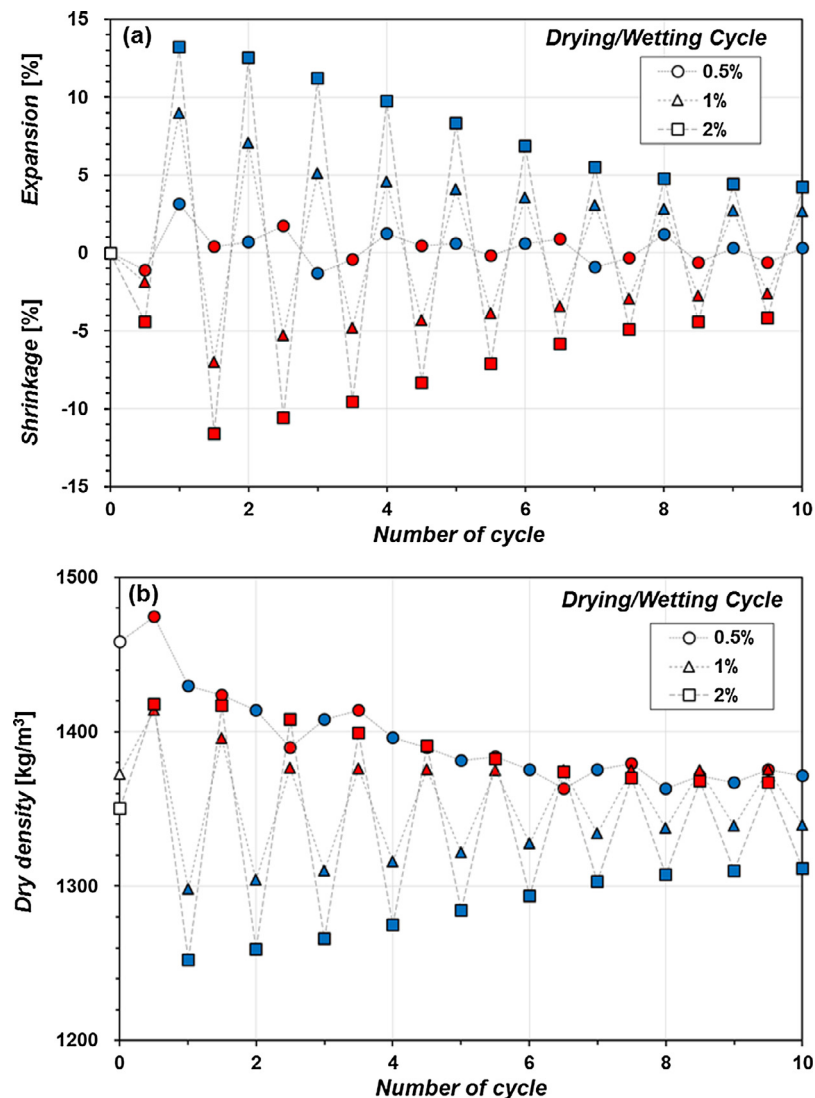 (a)
Drying/Wetting Cycle
0.5%
1%
2%
Expansion [%]
Shrinkage [%]
15
10
5
0
-5
-10
-15
0 2 4 6 8 10
Number of cycle
(b)
Drying/Wetting Cycle
0.5%
1%
2%
Dry density [kg/m³]
1500
1400
1300
1200
0 2 4 6 8 10
Number of cycle